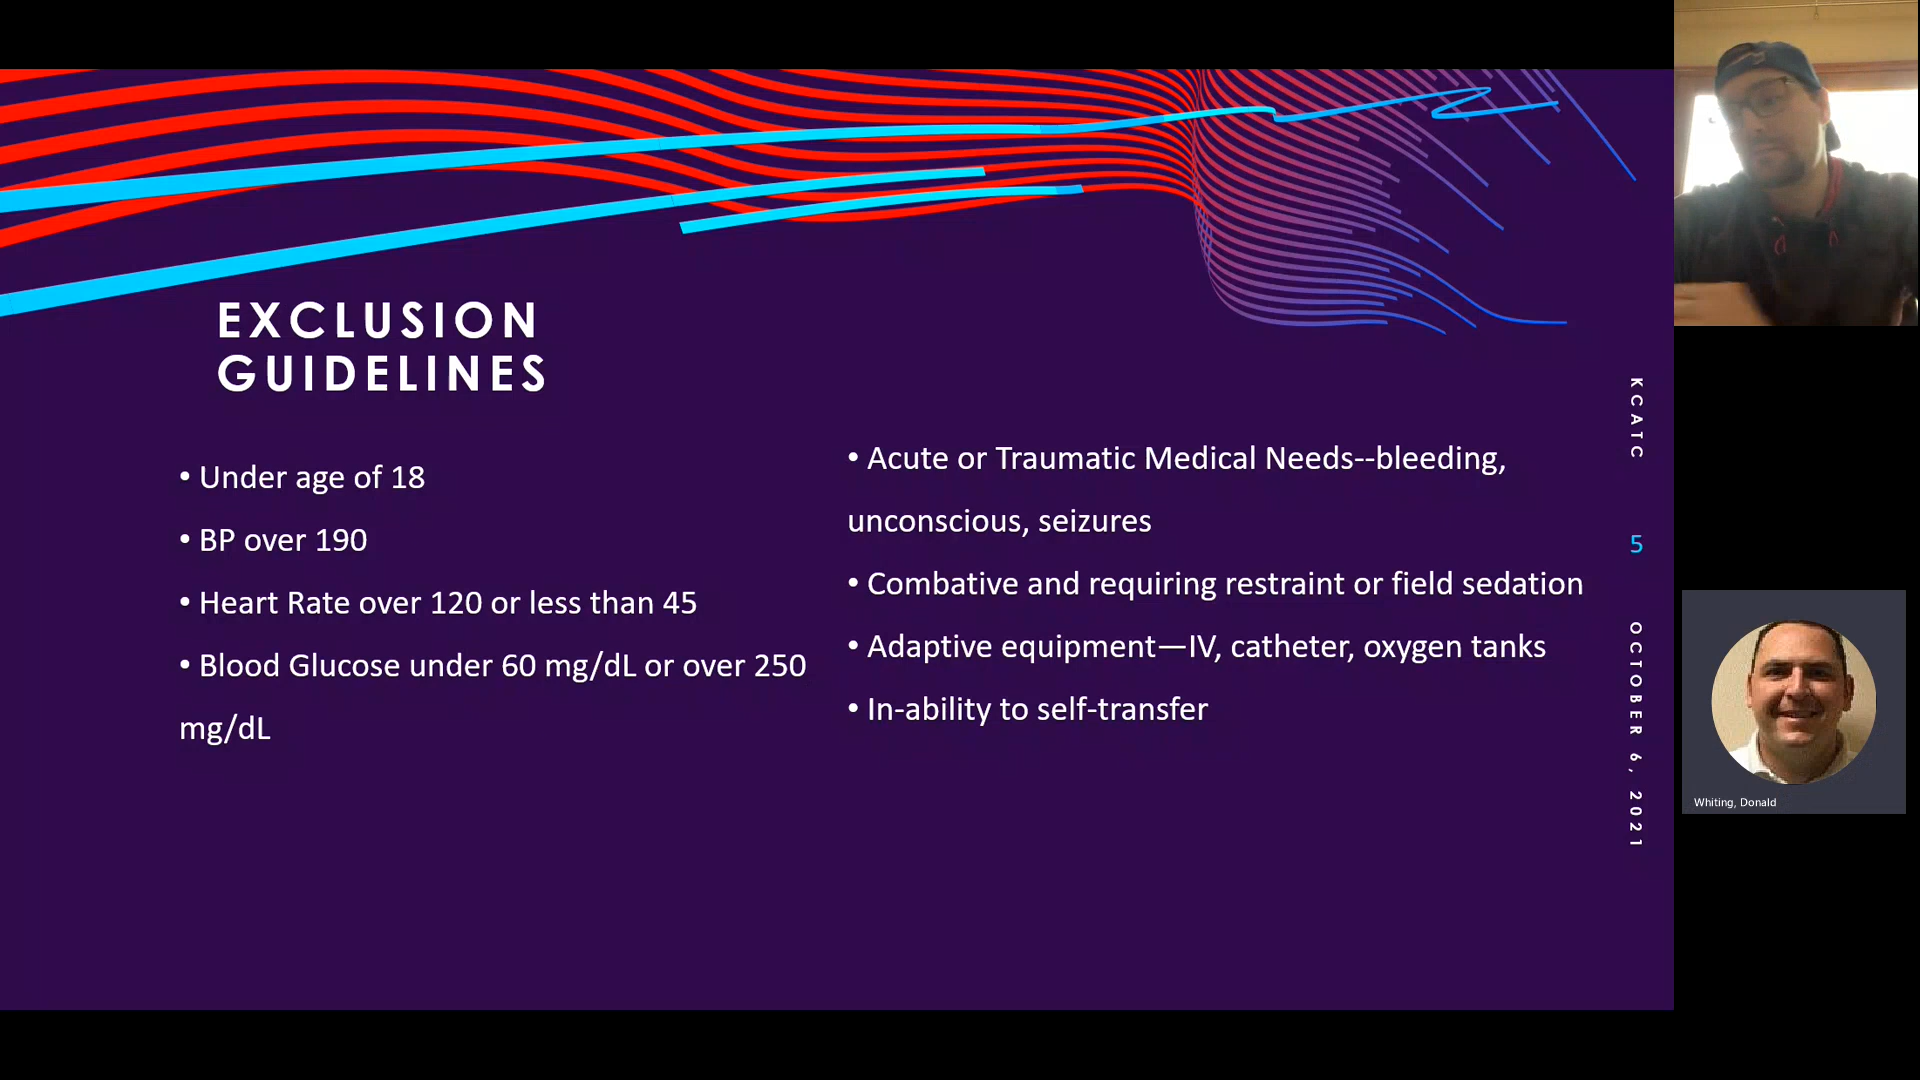 EXCLUSION
GUIDELINES
• Under age of 18
• BP over 190
• Heart Rate over 120 or less than 45
• Blood Glucose under 60 mg/dL or over 250
mg/dL
• Acute or Traumatic Medical Needs--bleeding,
unconscious, seizures
• Combative and requiring restraint or field sedation
• Adaptive equipment—IV, catheter, oxygen tanks
• In-ability to self-transfer
KCATC
5
OCTOBER 6, 2021
Whiting, Donald